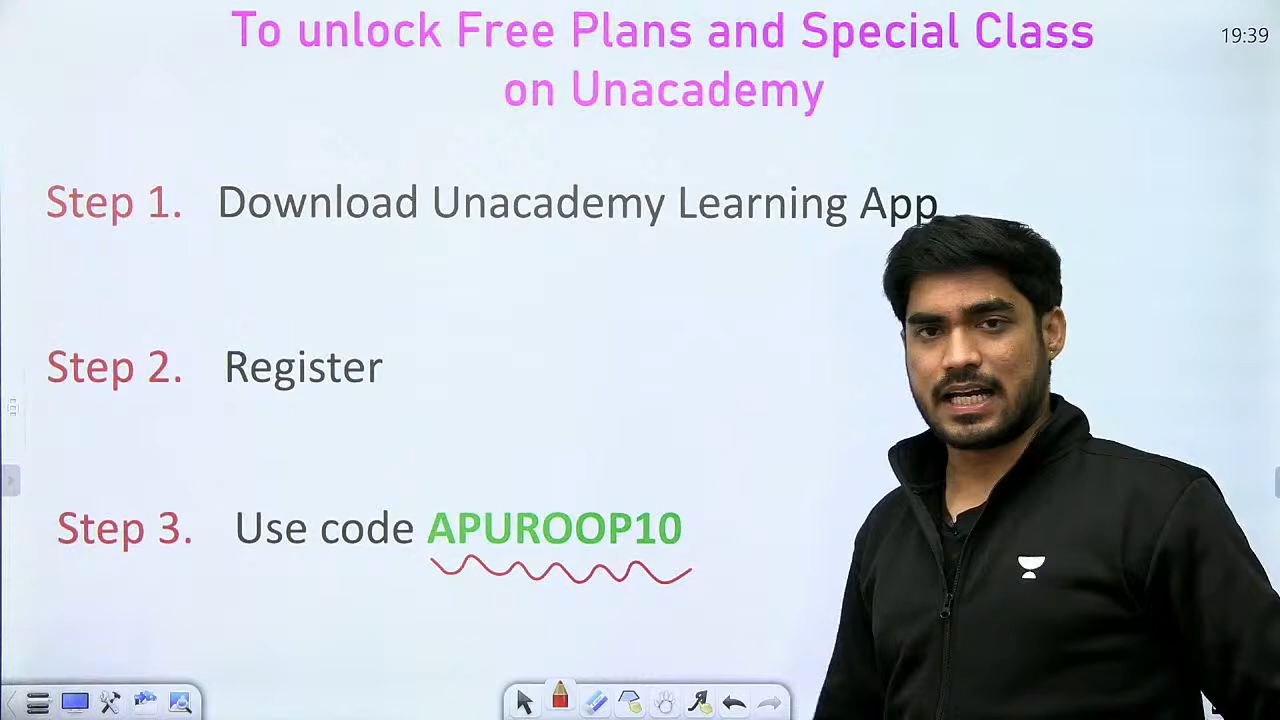 To unlock Free Plans and Special Class
on Unacademy
19:39
Step 1. Download Unacademy Learning App
Step 2. Register
Step 3. Use code APUROOP10